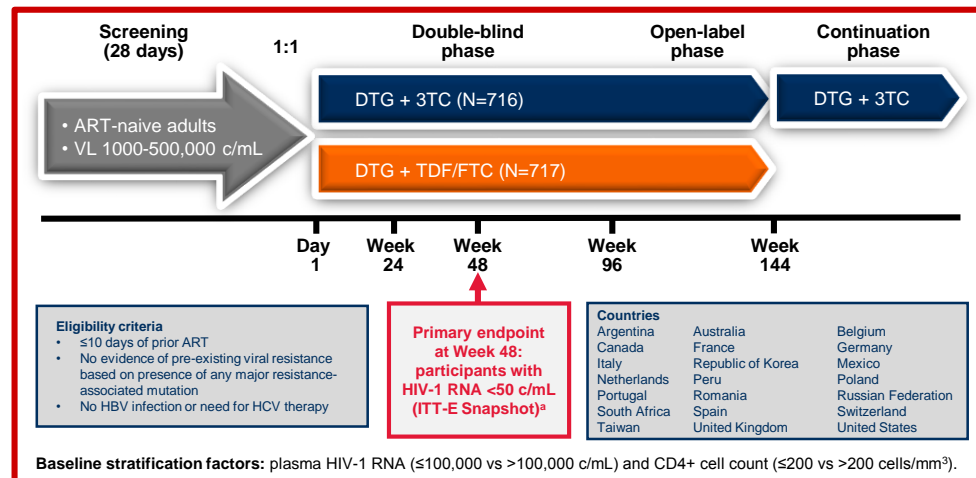 Screening
(28 days)
1:1
Double-blind
phase
Open-label
phase
Continuation
phase
• ART-naive adults
• VL 1000-500,000 c/mL
DTG + 3TC (N=716)
DTG + 3TC
DTG + TDF/FTC (N=717)
Day
1
Week
24
Week
48
Week
96
Week
144
Eligibility criteria
• ≤10 days of prior ART
• No evidence of pre-existing viral resistance
based on presence of any major resistance-
associated mutation
• No HBV infection or need for HCV therapy
Primary endpoint
at Week 48:
participants with
HIV-1 RNA <50 c/mL
(ITT-E Snapshot)ᵃ
Countries
Argentina Australia Belgium
Canada France Germany
Italy Republic of Korea Mexico
Netherlands Peru Poland
Portugal Romania Russian Federation
South Africa Spain Switzerland
Taiwan United Kingdom United States
Baseline stratification factors: plasma HIV-1 RNA (≤100,000 vs >100,000 c/mL) and CD4+ cell count (≤200 vs >200 cells/mm³).